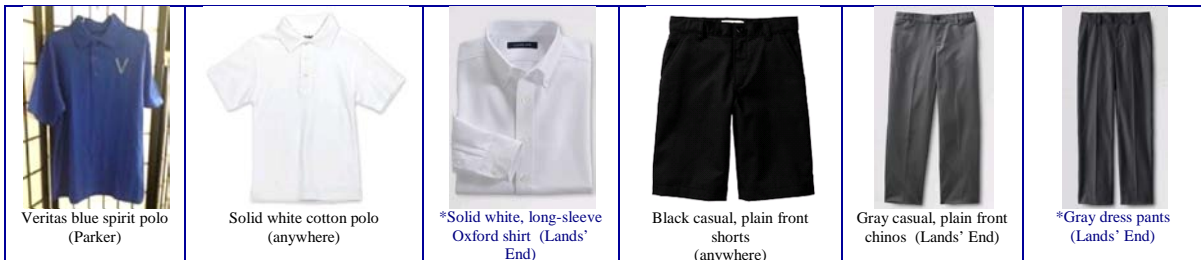 V
Veritas blue spirit polo
(Parker)
Solid white cotton polo
(anywhere)
*Solid white, long-sleeve
Oxford shirt  (Lands’
End)
Black casual, plain front
shorts
(anywhere)
Gray casual, plain front
chinos  (Lands’ End)
*Gray dress pants
(Lands’ End)